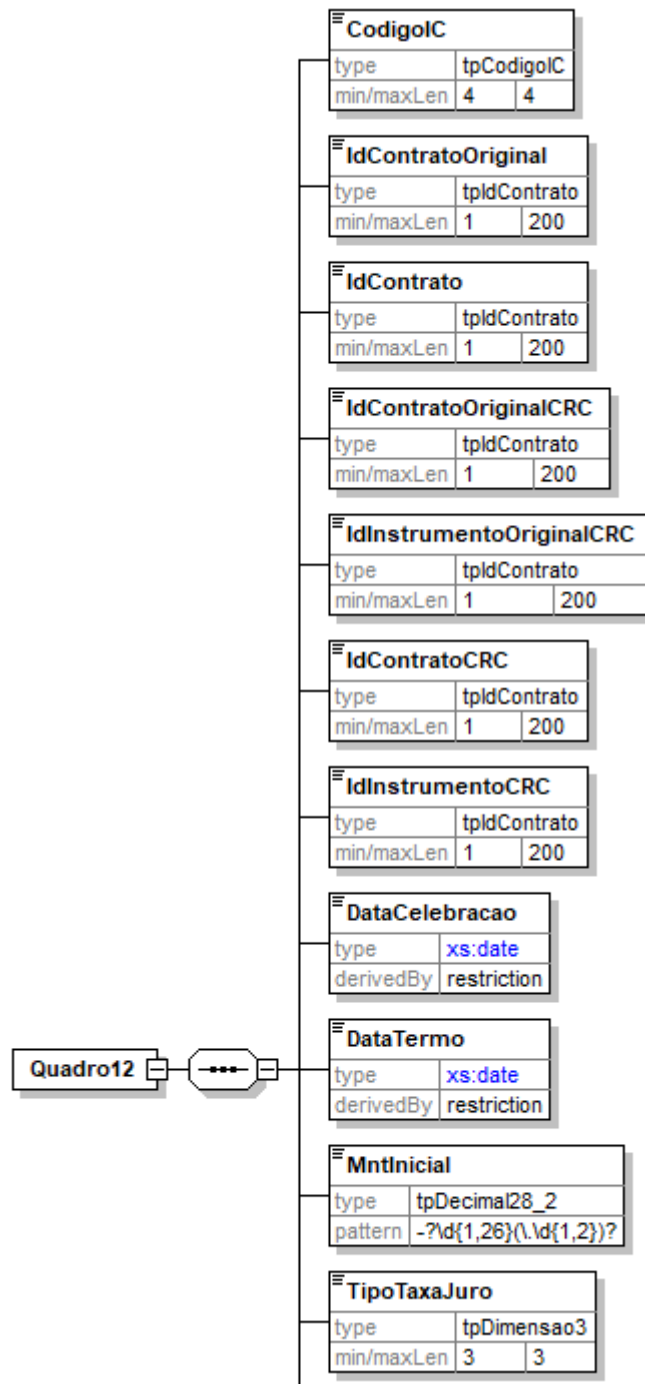 CodigoIC
type tpCodigoIC
min/maxLen 4 4
IdContratoOriginal
type tpIdContrato
min/maxLen 1 200
IdContrato
type tpIdContrato
min/maxLen 1 200
IdContratoOriginalCRC
type tpIdContrato
min/maxLen 1 200
IdInstrumentoOriginalCRC
type tpIdContrato
min/maxLen 1 200
IdContratoCRC
type tpIdContrato
min/maxLen 1 200
IdInstrumentoCRC
type tpIdContrato
min/maxLen 1 200
DataCelebracao
type xs:date
derivedBy restriction
Quadro12
DataTermo
type xs:date
derivedBy restriction
MntInicial
type tpDecimal28_2
pattern -?\d{1,26}(\.\d{1,2})?
TipoTaxaJuro
type tpDimensao3
min/maxLen 3 3